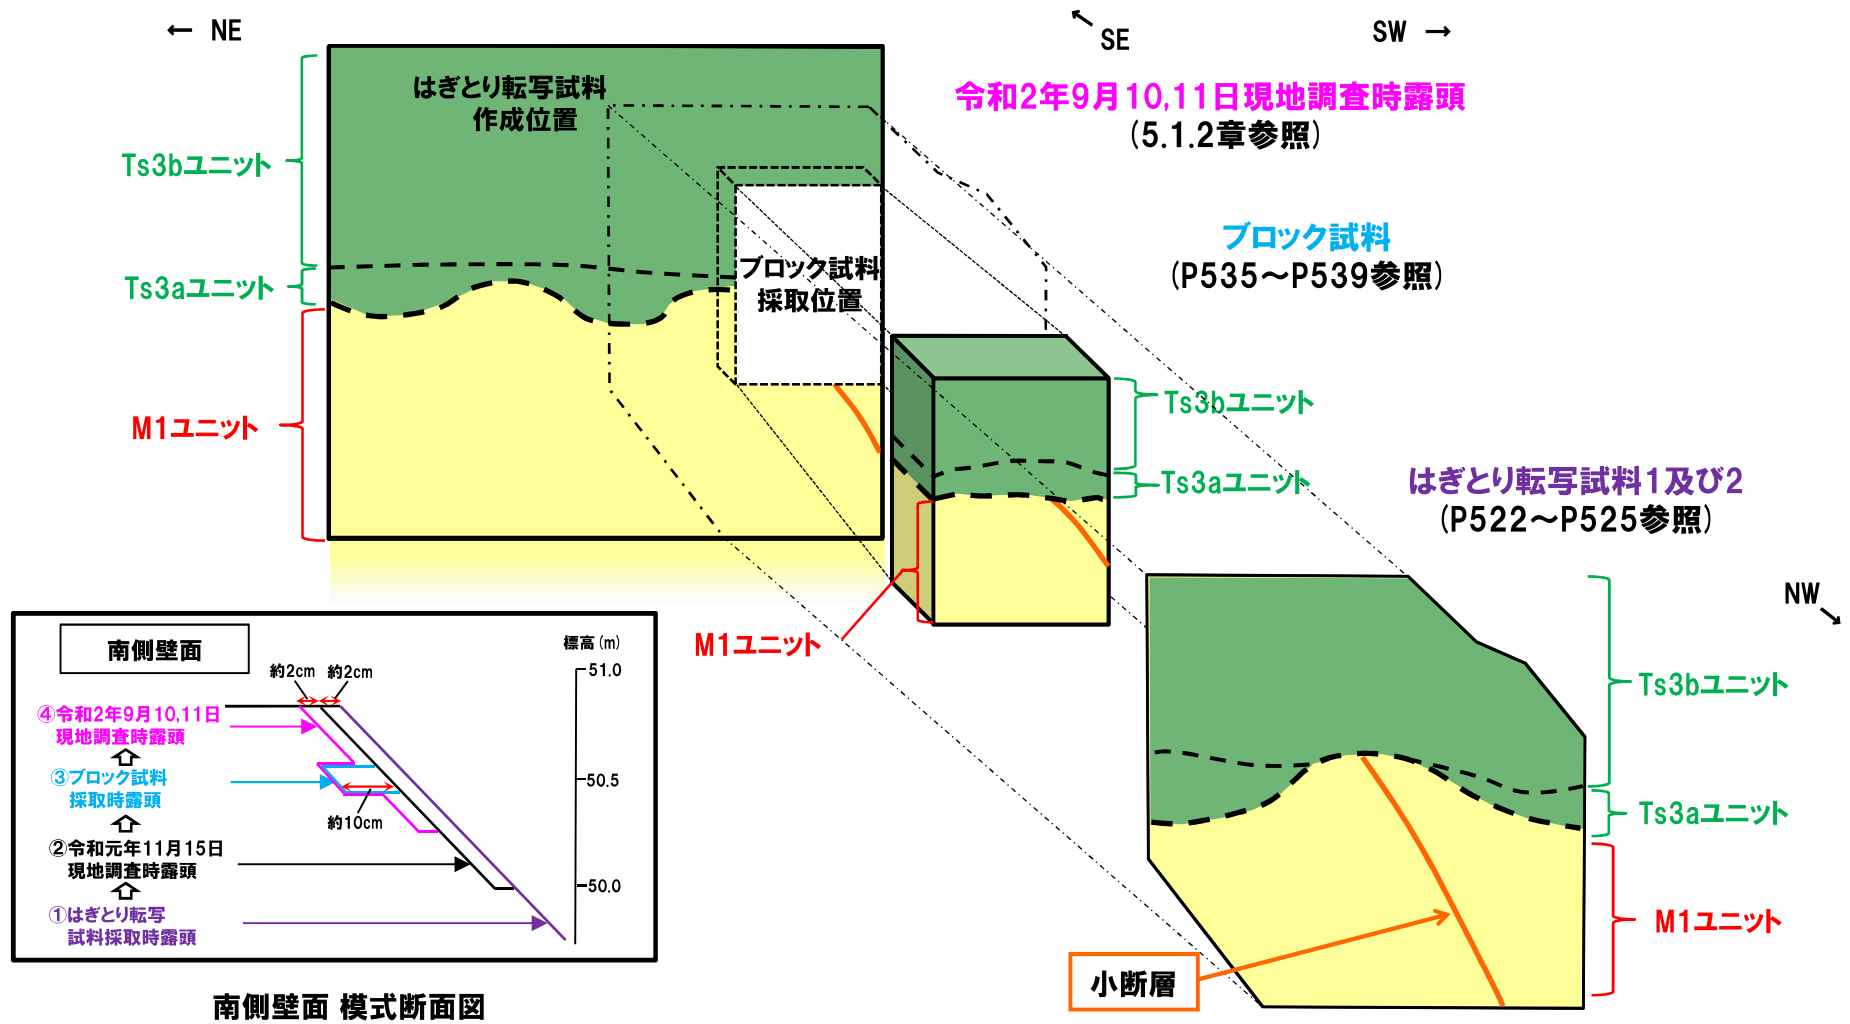 ← NE
SE
SW →
はぎとり転写試料
作成位置
令和2年9月10,11日現地調査時露頭
(5.1.2章参照)
Ts3bユニット
ブロック試料
(P535～P539参照)
Ts3aユニット
ブロック試料
採取位置
M1ユニット
Ts3bユニット
Ts3aユニット
はぎとり転写試料1及び2
(P522～P525参照)
NW
M1ユニット
Ts3bユニット
Ts3aユニット
M1ユニット
小断層
南側壁面
標高(m)
約2cm
約2cm
51.0
④令和2年9月10,11日
現地調査時露頭
③ブロック試料
採取時露頭
50.5
約10cm
②令和元年11月15日
現地調査時露頭
50.0
①はぎとり転写
試料採取時露頭
南側壁面 模式断面図